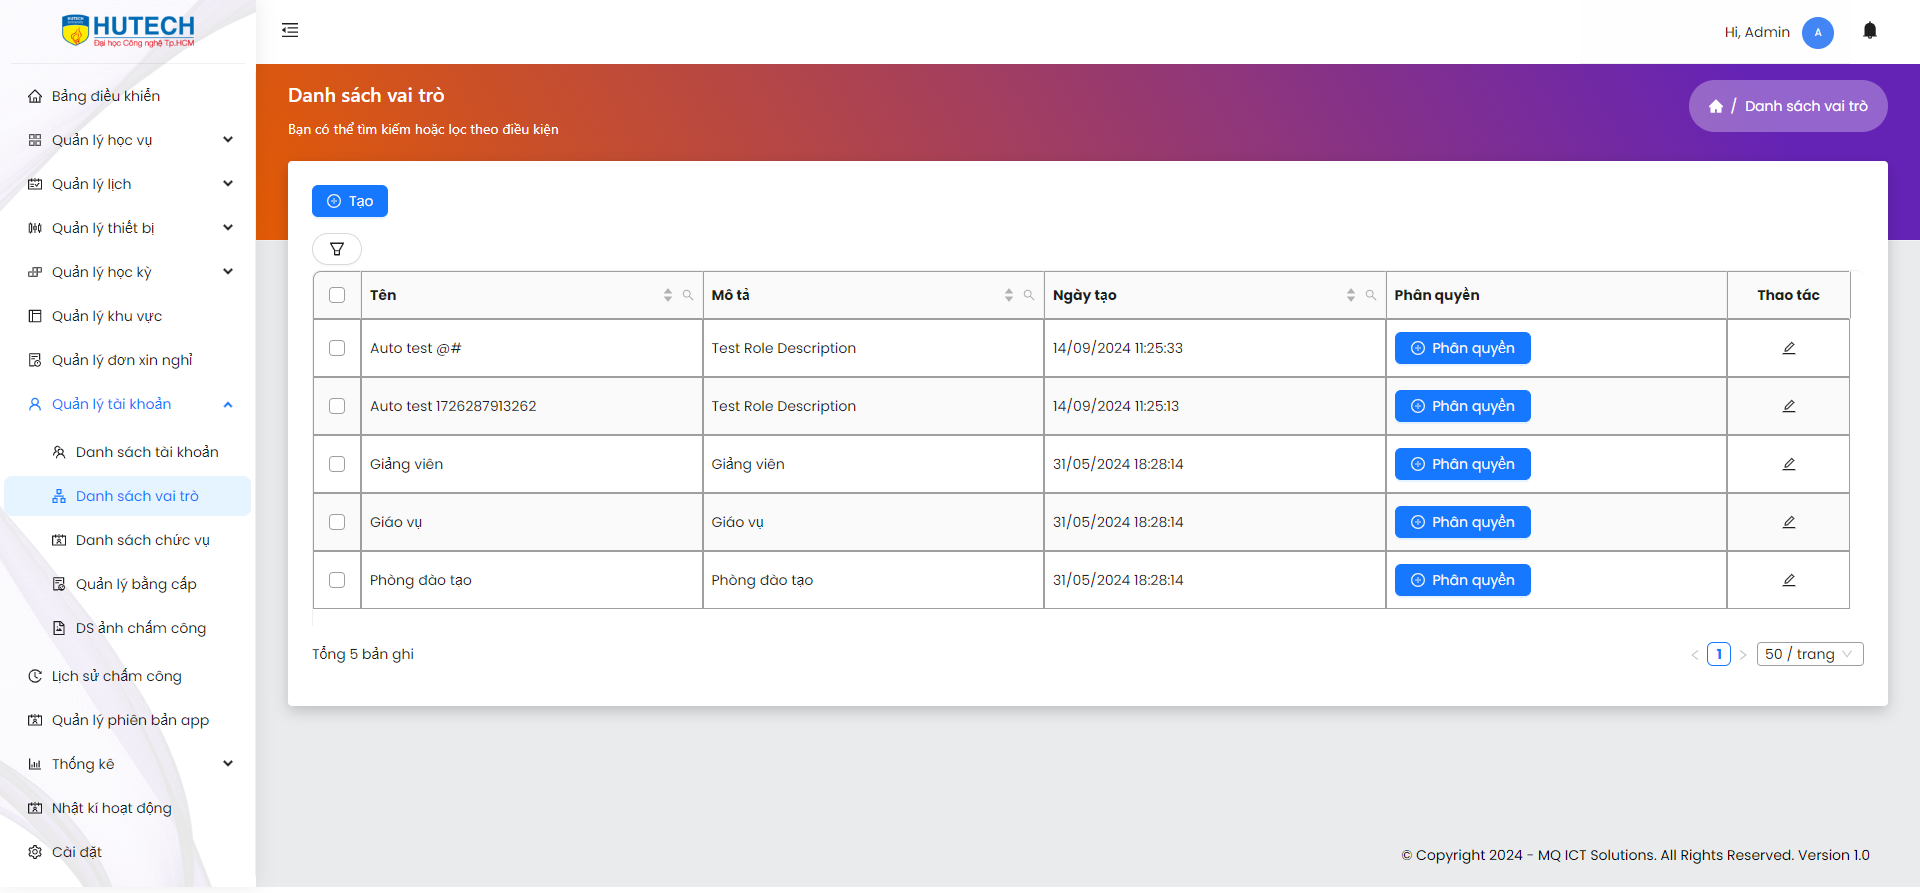 HUTECH
Đại học Công nghệ Tp.HCM
Hi, Admin
A
Bảng điều khiển
Quản lý học vụ
Quản lý lịch
Quản lý thiết bị
Quản lý học kỳ
Quản lý khu vực
Quản lý đơn xin nghỉ
Quản lý tài khoản
Danh sách tài khoản
Danh sách vai trò
Danh sách chức vụ
Quản lý bằng cấp
DS ảnh chấm công
Lịch sử chấm công
Quản lý phiên bản app
Thống kê
Nhật kí hoạt động
Cài đặt
Danh sách vai trò
Bạn có thể tìm kiếm hoặc lọc theo điều kiện
/ Danh sách vai trò
Tạo
Tên Mô tả Ngày tạo Phân quyền Thao tác
Auto test @# Test Role Description 14/09/2024 11:25:33 Phân quyền
Auto test 1726287913262 Test Role Description 14/09/2024 11:25:13 Phân quyền
Giảng viên Giảng viên 31/05/2024 18:28:14 Phân quyền
Giáo vụ Giáo vụ 31/05/2024 18:28:14 Phân quyền
Phòng đào tạo Phòng đào tạo 31/05/2024 18:28:14 Phân quyền
Tổng 5 bản ghi
< 1 > 50 / trang
© Copyright 2024 - MQ ICT Solutions. All Rights Reserved. Version 1.0